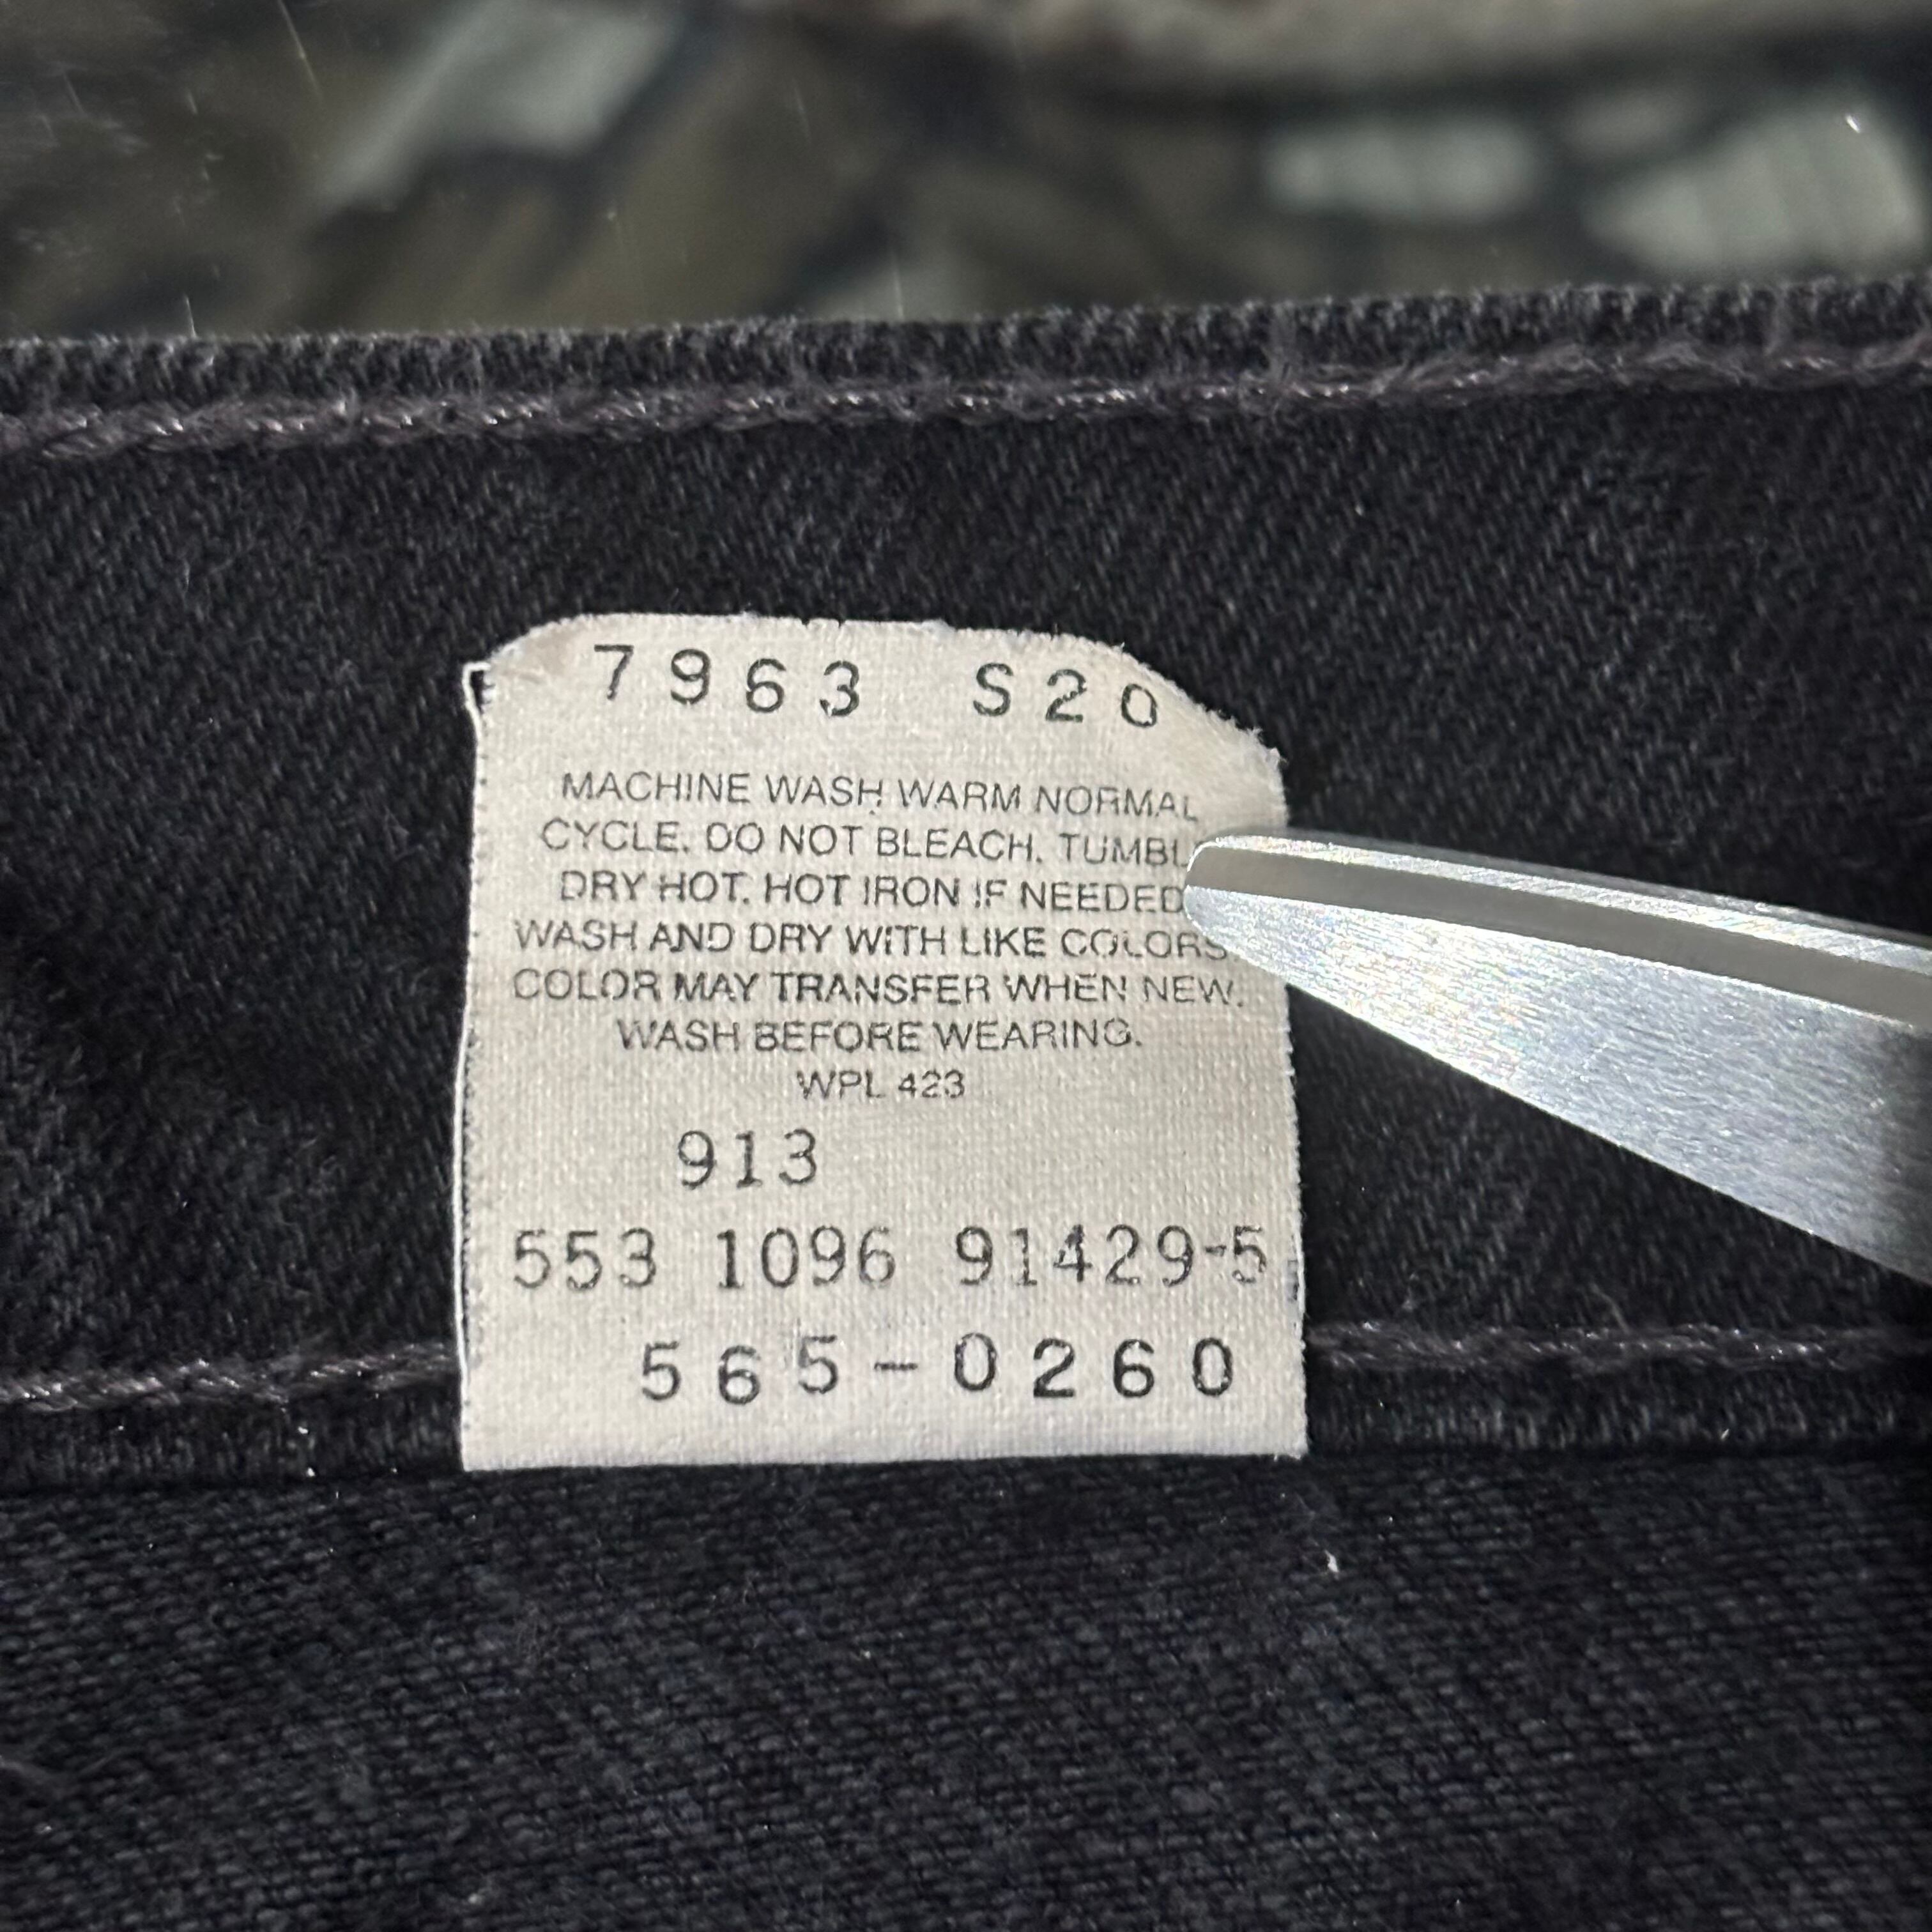 7963 S20
MACHINE WASH WARM NORMAL
CYCLE. DO NOT BLEACH. TUMBL
DRY HOT. HOT IRON IF NEEDED
WASH AND DRY WITH LIKE COLORS
COLOR MAY TRANSFER WHEN NEW.
WASH BEFORE WEARING.
WPL 423
913
553 1096 91429-5
565-0260